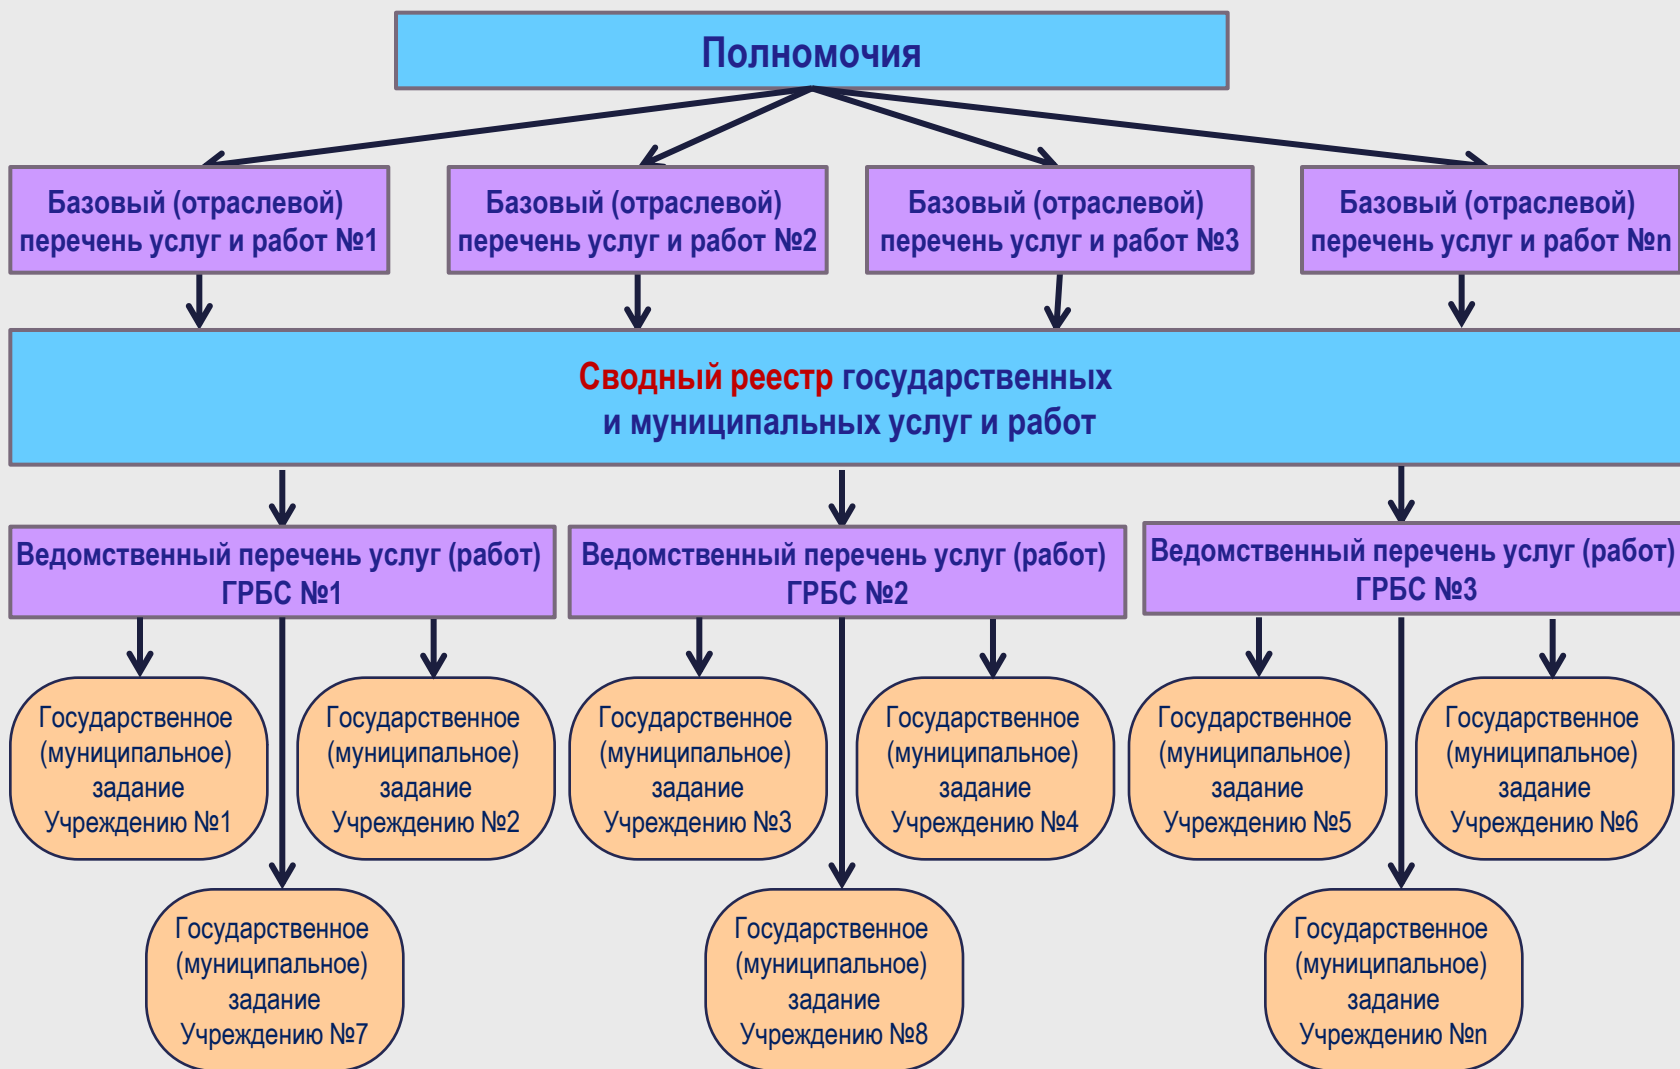 Полномочия
Базовый (отраслевой)
перечень услуг и работ №1
Базовый (отраслевой)
перечень услуг и работ №2
Базовый (отраслевой)
перечень услуг и работ №3
Базовый (отраслевой)
перечень услуг и работ №n
Сводный реестр государственных
и муниципальных услуг и работ
Ведомственный перечень услуг (работ)
ГРБС №1
Ведомственный перечень услуг (работ)
ГРБС №2
Ведомственный перечень услуг (работ)
ГРБС №3
Государственное
(муниципальное)
задание
Учреждению №1
Государственное
(муниципальное)
задание
Учреждению №2
Государственное
(муниципальное)
задание
Учреждению №3
Государственное
(муниципальное)
задание
Учреждению №4
Государственное
(муниципальное)
задание
Учреждению №5
Государственное
(муниципальное)
задание
Учреждению №6
Государственное
(муниципальное)
задание
Учреждению №7
Государственное
(муниципальное)
задание
Учреждению №8
Государственное
(муниципальное)
задание
Учреждению №n